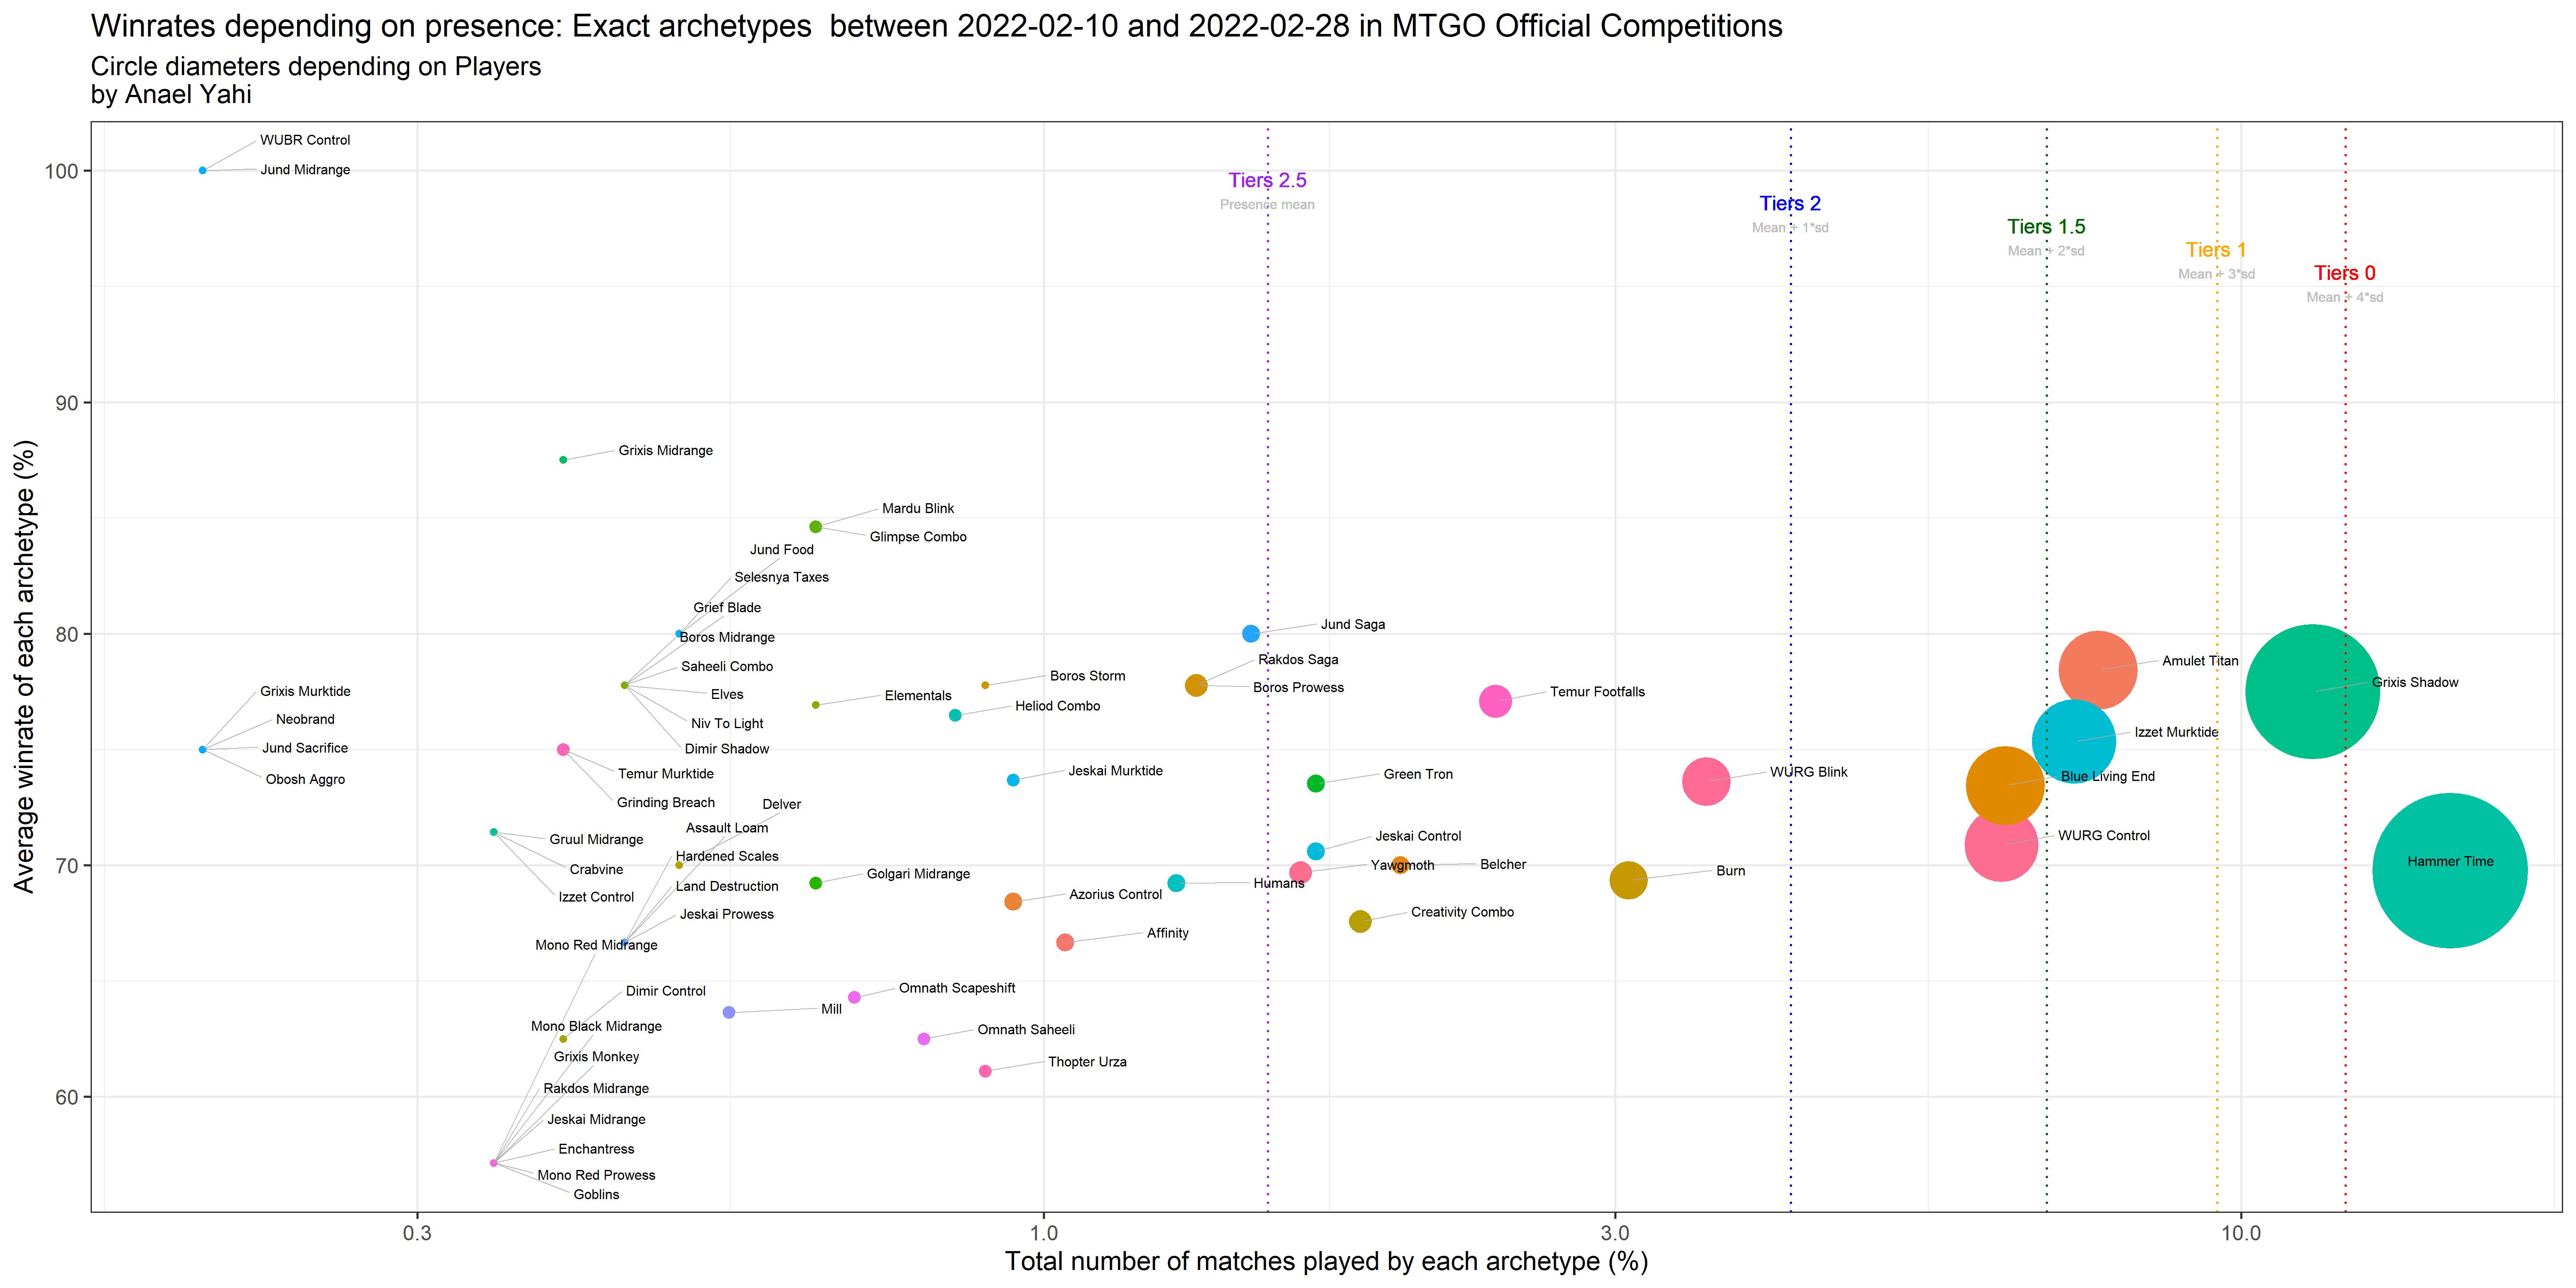 Winrates depending on presence: Exact archetypes  between 2022-02-10 and 2022-02-28 in MTGO Official Competitions
Circle diameters depending on Players
by Anael Yahi
Average winrate of each archetype (%)
100
90
80
70
60
WUBR Control
Jund Midrange
Tiers 2.5
Presence mean
Tiers 2
Mean + 1*sd
Tiers 1.5
Mean + 2*sd
Tiers 1
Mean + 3*sd
Tiers 0
Mean + 4*sd
Grixis Midrange
Mardu Blink
Glimpse Combo
Jund Food
Selesnya Taxes
Grief Blade
Boros Midrange
Saheeli Combo
Elves
Niv To Light
Dimir Shadow
Jund Saga
Rakdos Saga
Boros Prowess
Boros Storm
Elementals
Heliod Combo
Temur Footfalls
Amulet Titan
Grixis Shadow
Izzet Murktide
Blue Living End
WURG Blink
WURG Control
Hammer Time
Grixis Murktide
Neobrand
Jund Sacrifice
Obosh Aggro
Temur Murktide
Grinding Breach
Jeskai Murktide
Green Tron
Delver
Assault Loam
Hardened Scales
Land Destruction
Jeskai Prowess
Mono Red Midrange
Gruul Midrange
Crabvine
Izzet Control
Golgari Midrange
Azorius Control
Humans
Jeskai Control
Yawgmoth
Belcher
Burn
Creativity Combo
Affinity
Omnath Scapeshift
Mill
Omnath Saheeli
Thopter Urza
Dimir Control
Mono Black Midrange
Grixis Monkey
Rakdos Midrange
Jeskai Midrange
Enchantress
Mono Red Prowess
Goblins
0.3
1.0
3.0
10.0
Total number of matches played by each archetype (%)